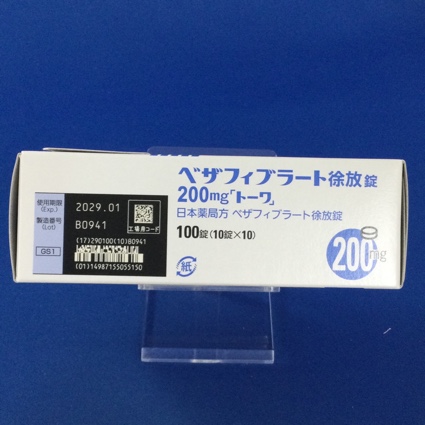 ベザフィブラート徐放錠
200mg「トーワ」
日本薬局方 ベザフィブラート徐放錠
100錠(10錠×10)
200mg
紙
使用期限
(Exp.)
2029.01
製造番号
(Lot)
B0941
工場用コード
(17)290100(10)B0941
GS1
(01)14987155055150